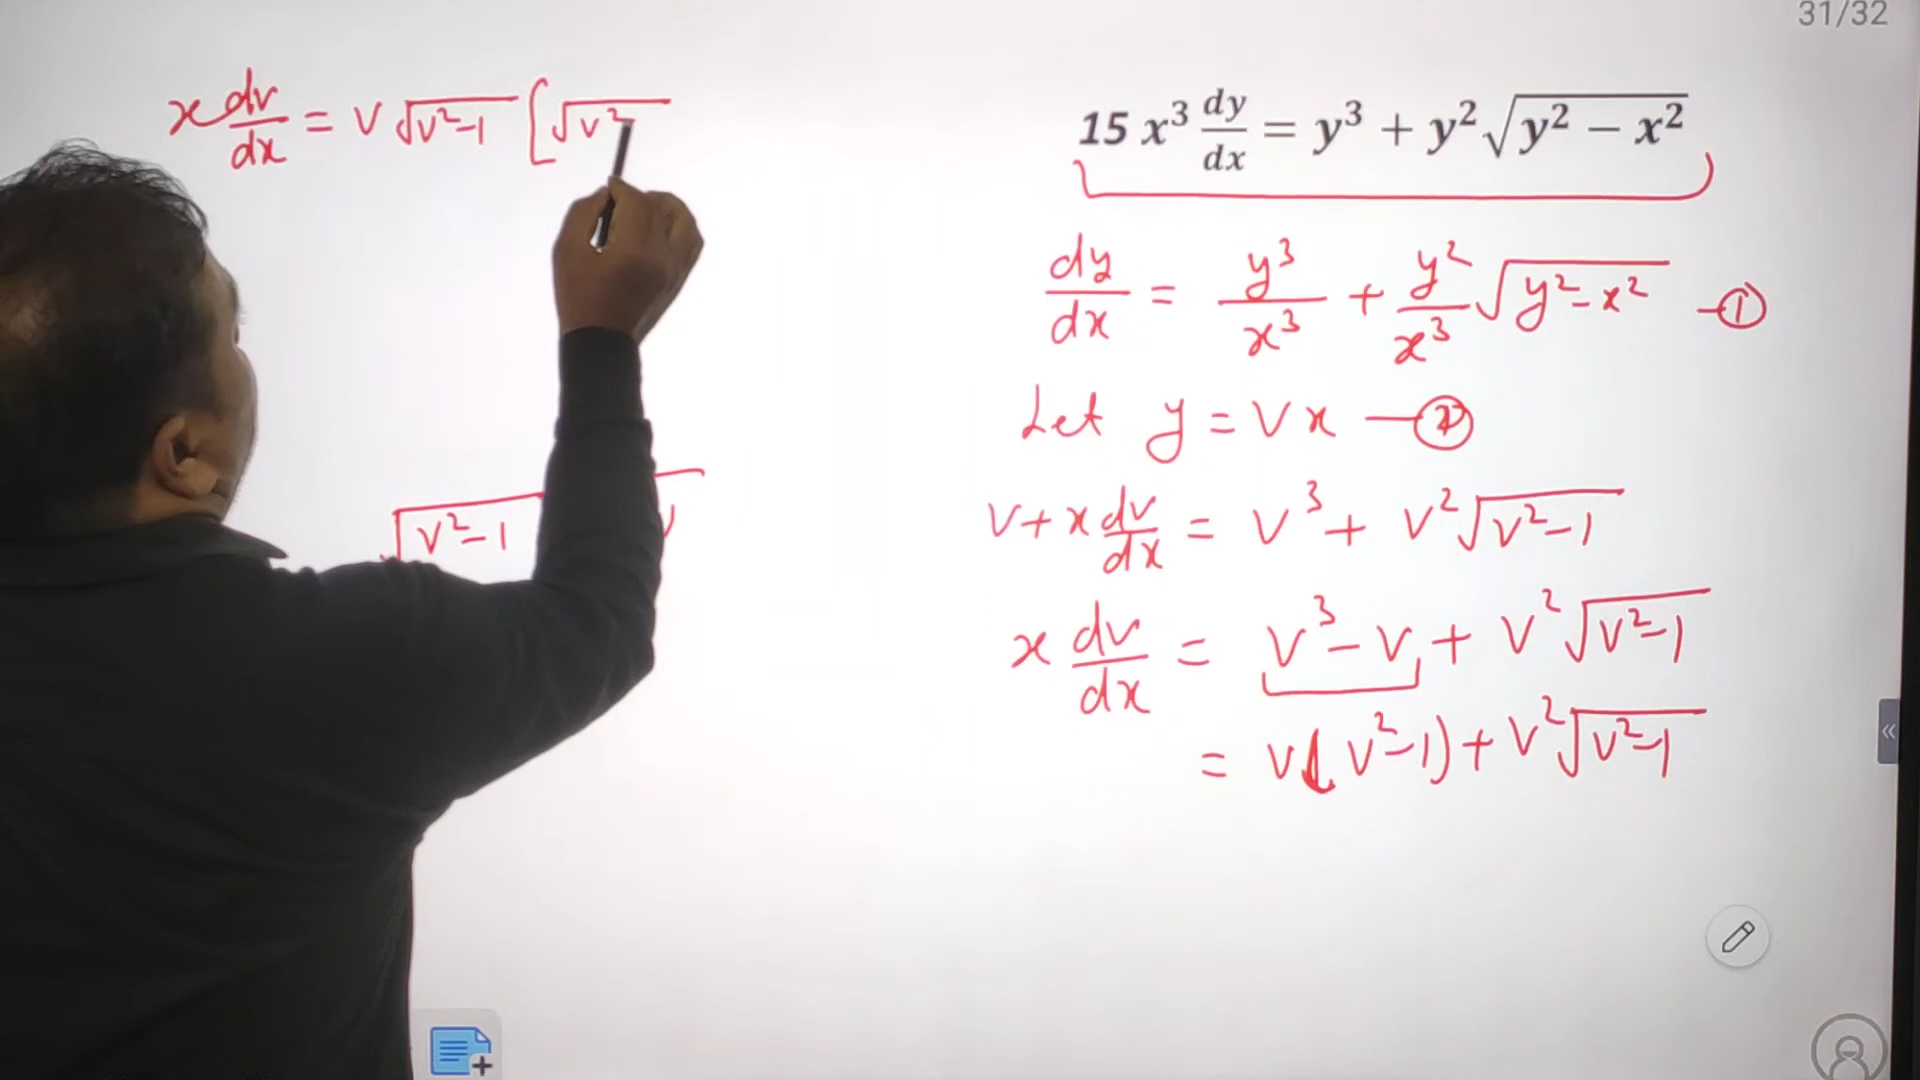 31/32
x dv/dx = v √(v²-1) [√(v²
√(v²-1)
15 x³ dy/dx = y³ + y² √(y² − x²)
dy/dx = y³/x³ + y²/x³ √(y²-x²) —①
Let y = vx —②
v + x dv/dx = v³ + v² √(v²-1)
x dv/dx = v³ - v + v² √(v²-1)
= v(v²-1) + v² √(v²-1)